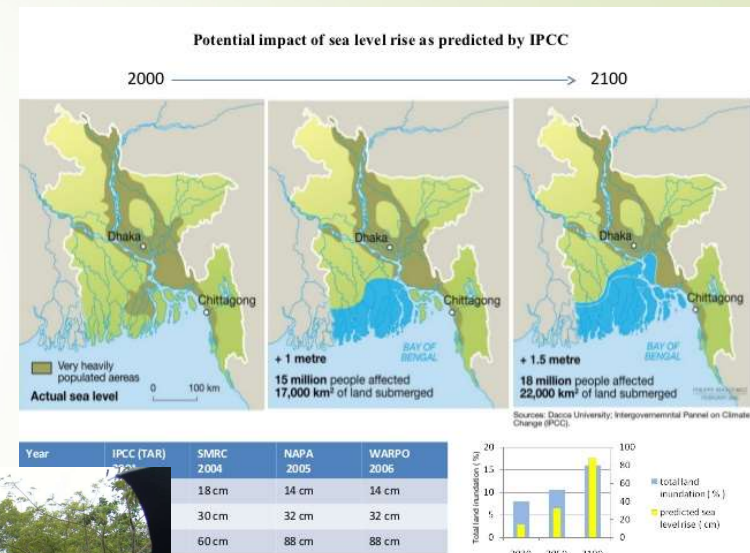 Potential impact of sea level rise as predicted by IPCC
2000 2100
Dhaka
Chittagong
Very heavily
populated aereas
Actual sea level
0 100 km
Dhaka
Chittagong
BAY OF
BENGAL
+ 1 metre
15 million people affected
17,000 km² of land submerged
Dhaka
Chittagong
BAY OF
BENGAL
+ 1.5 metre
18 million people affected
22,000 km² of land submerged
Sources: Dacca University; Intergovernemntal Pannel on Climate
Change (IPCC).
Year IPCC (TAR) SMRC NAPA WARPO
2004 2005 2006
18 cm 14 cm 14 cm
30 cm 32 cm 32 cm
60 cm 88 cm 88 cm
Total land inundation (%)
20
15
10
5
0
100
80
60
40
20
0
total land
inundation (%)
predicted sea
level rise (cm)